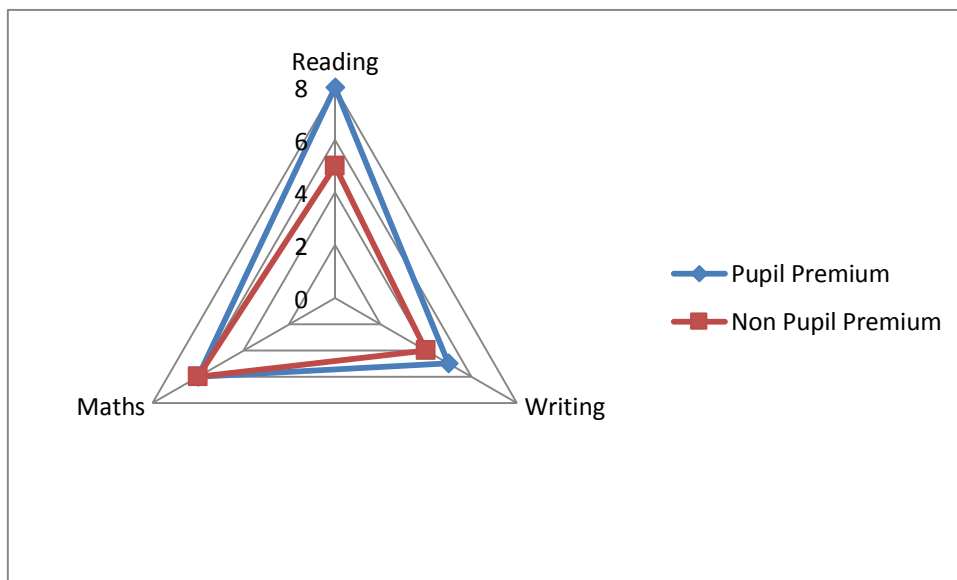 Reading
8
6
4
2
0
Maths
Writing
Pupil Premium
Non Pupil Premium